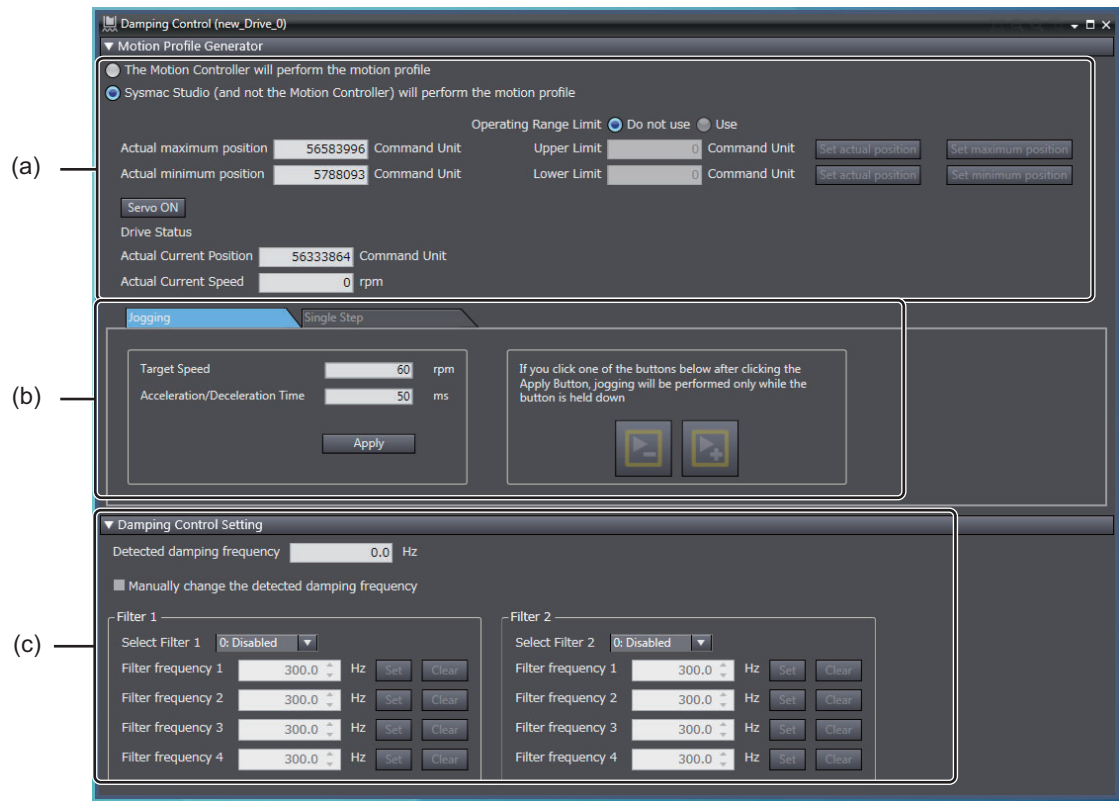 Damping Control (new_Drive_0)
▼ Motion Profile Generator
The Motion Controller will perform the motion profile
Sysmac Studio (and not the Motion Controller) will perform the motion profile
Operating Range Limit Do not use Use
(a)
Actual maximum position 56583996 Command Unit Upper Limit 0 Command Unit Set actual position Set maximum position
Actual minimum position 5788093 Command Unit Lower Limit 0 Command Unit Set actual position Set minimum position
Servo ON
Drive Status
Actual Current Position 56333864 Command Unit
Actual Current Speed 0 rpm
(b)
Jogging Single Step
Target Speed 60 rpm
Acceleration/Deceleration Time 50 ms
Apply
If you click one of the buttons below after clicking the
Apply Button, jogging will be performed only while the
button is held down
(c)
▼ Damping Control Setting
Detected damping frequency 0.0 Hz
Manually change the detected damping frequency
Filter 1
Select Filter 1 0: Disabled
Filter frequency 1 300.0 Hz Set Clear
Filter frequency 2 300.0 Hz Set Clear
Filter frequency 3 300.0 Hz Set Clear
Filter frequency 4 300.0 Hz Set Clear
Filter 2
Select Filter 2 0: Disabled
Filter frequency 1 300.0 Hz Set Clear
Filter frequency 2 300.0 Hz Set Clear
Filter frequency 3 300.0 Hz Set Clear
Filter frequency 4 300.0 Hz Set Clear